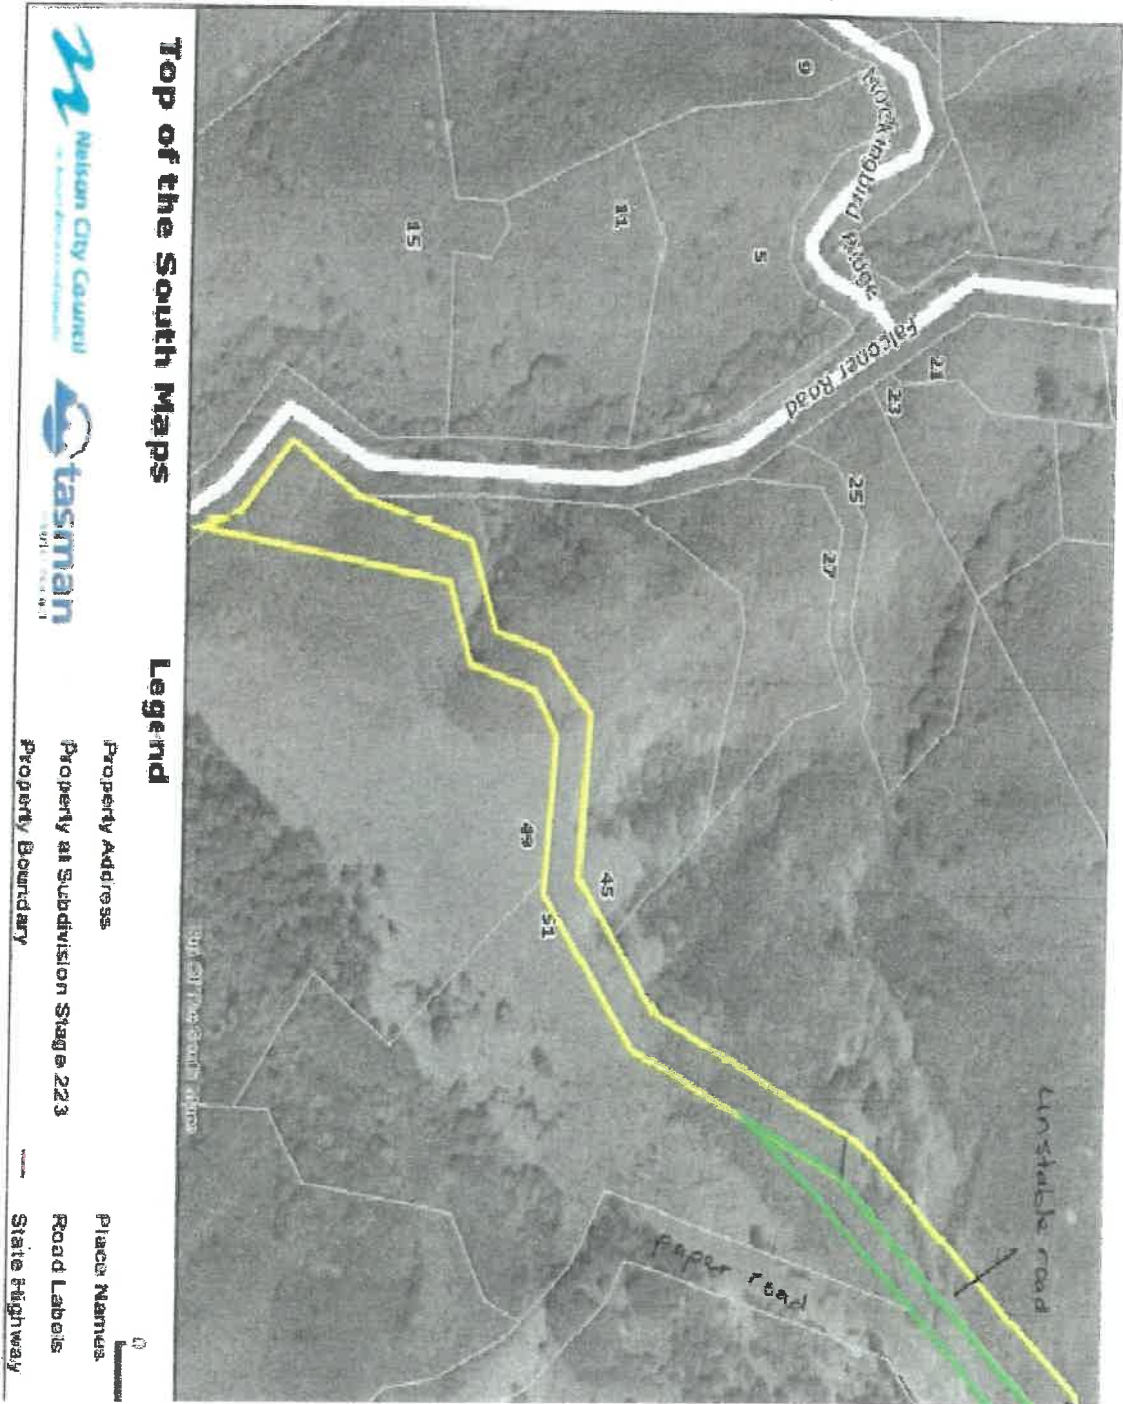 unstable road
paper road
Mockingbird Ridge
Falconer Road
9
11
5
15
21
23
25
27
45
49
51
Top of the South Maps
Nelson City Council
tasman
Legend
Property Address
Property at Subdivision Stage 223
Property Boundary
Place Names
Road Labels
State Highway
0